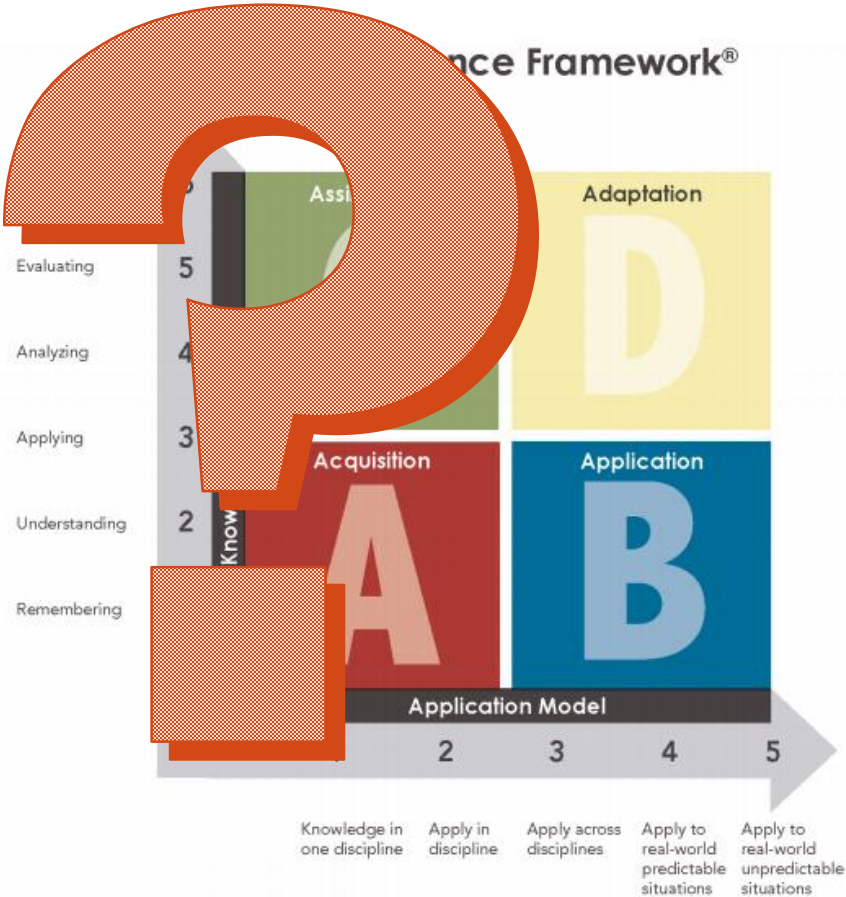 nce Framework®
Assi
Adaptation
D
Evaluating
5
Analyzing
4
Applying
3
Acquisition
Application
Understanding
2
Know
A
B
Remembering
Application Model
2
3
4
5
Knowledge in
one discipline
Apply in
discipline
Apply across
disciplines
Apply to
real-world
predictable
situations
Apply to
real-world
unpredictable
situations